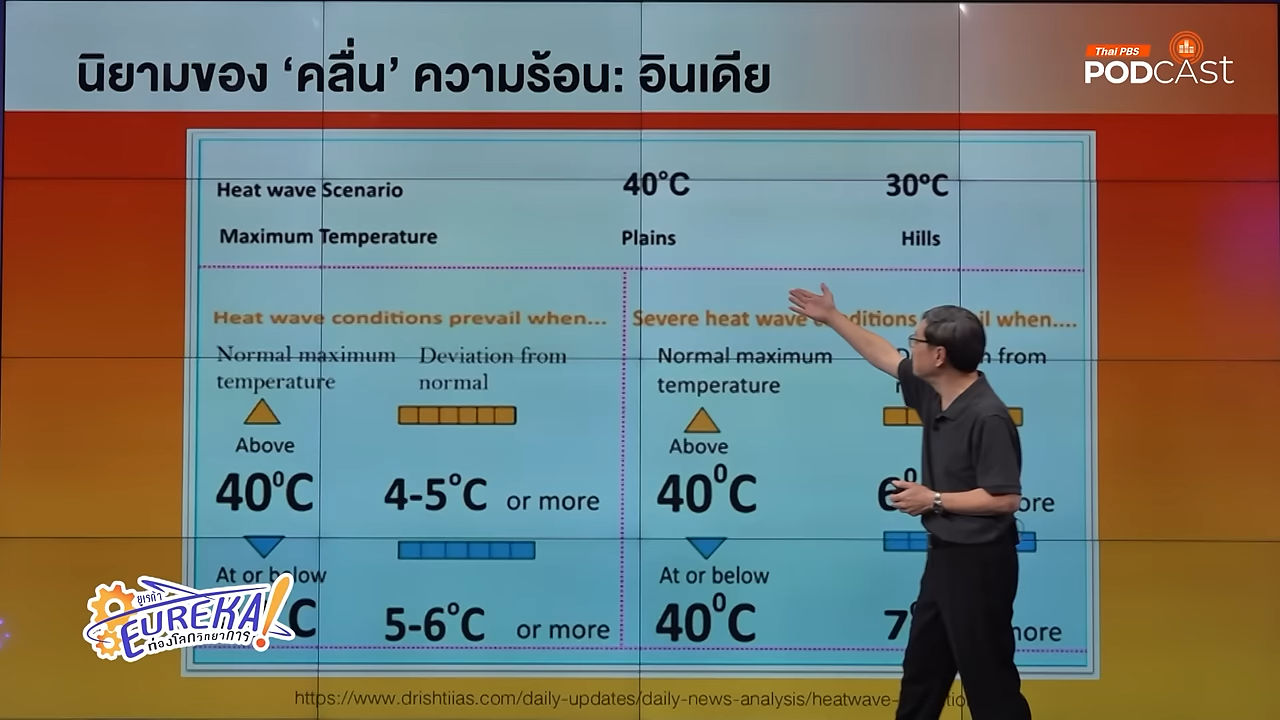 นิยามของ ‘คลื่น’ ความร้อน: อินเดีย
Thai PBS
PODCAST
Heat wave Scenario 40°C 30°C
Maximum Temperature Plains Hills
Heat wave conditions prevail when... Severe heat wave when....
Normal maximum temperature
Deviation from normal
Normal maximum temperature
from
Above
40°C 4-5°C or more
Above
40°C
At or below
5-6°C or more
At or below
40°C
ยูเรก้า
EUREKA!
ท่องโลกวิทยาการ
https://www.drishtiias.com/daily-updates/daily-news-analysis/heatwave-